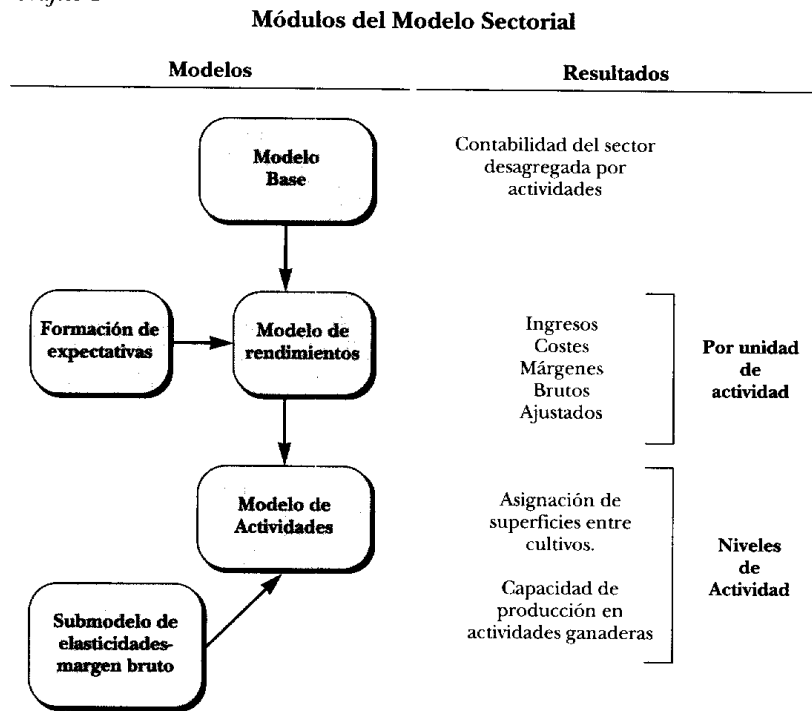 Módulos del Modelo Sectorial
Modelos
Resultados
Modelo
Base
Contabilidad del sector
desagregada por
actividades
Formación de
expectativas
Modelo de
rendimientos
Ingresos
Costes
Márgenes
Brutos
Ajustados
Por unidad
de
actividad
Modelo de
Actividades
Asignación de
superficies entre
cultivos.
Capacidad de
producción en
actividades ganaderas
Niveles
de
Actividad
Submodelo de
elasticidades-
margen bruto